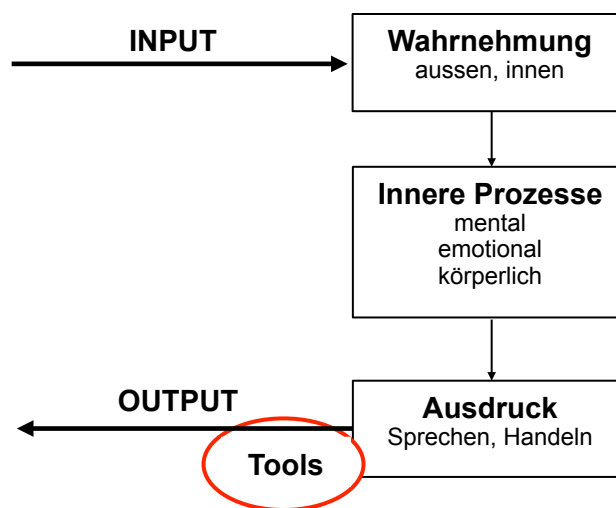 INPUT
Wahrnehmung
aussen, innen
Innere Prozesse
mental
emotional
körperlich
OUTPUT
Ausdruck
Sprechen, Handeln
Tools